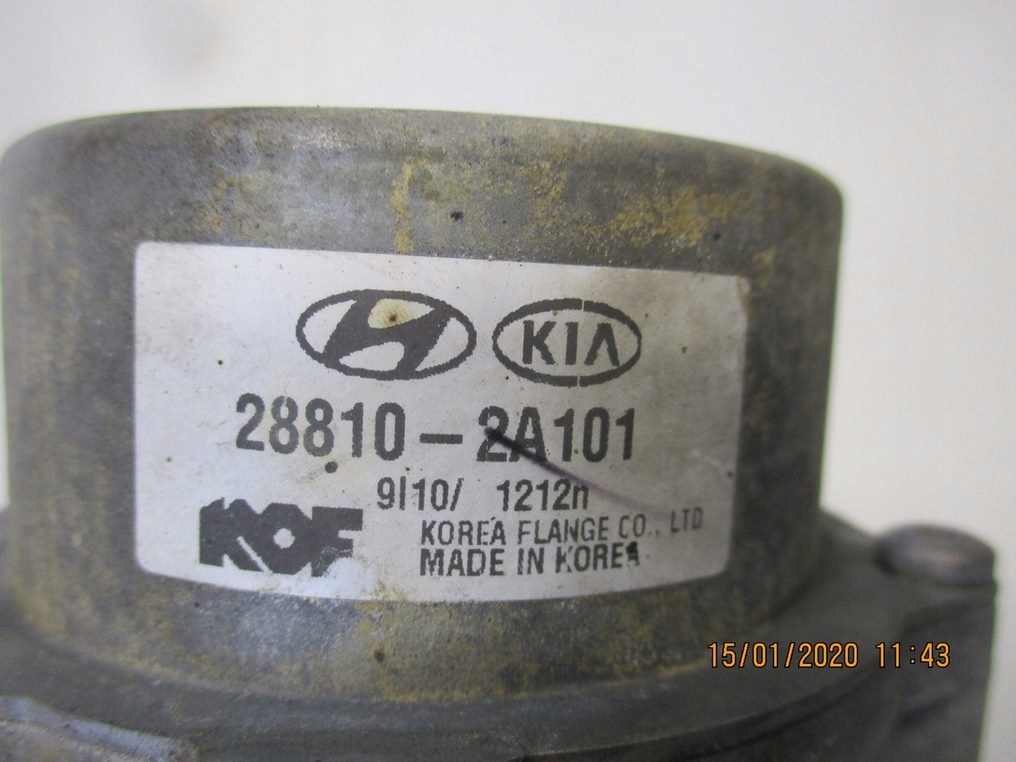 KIA
28810-2A101
9|10/ 1212n
KOF
KOREA FLANGE CO., LTD
MADE IN KOREA
15/01/2020 11:43